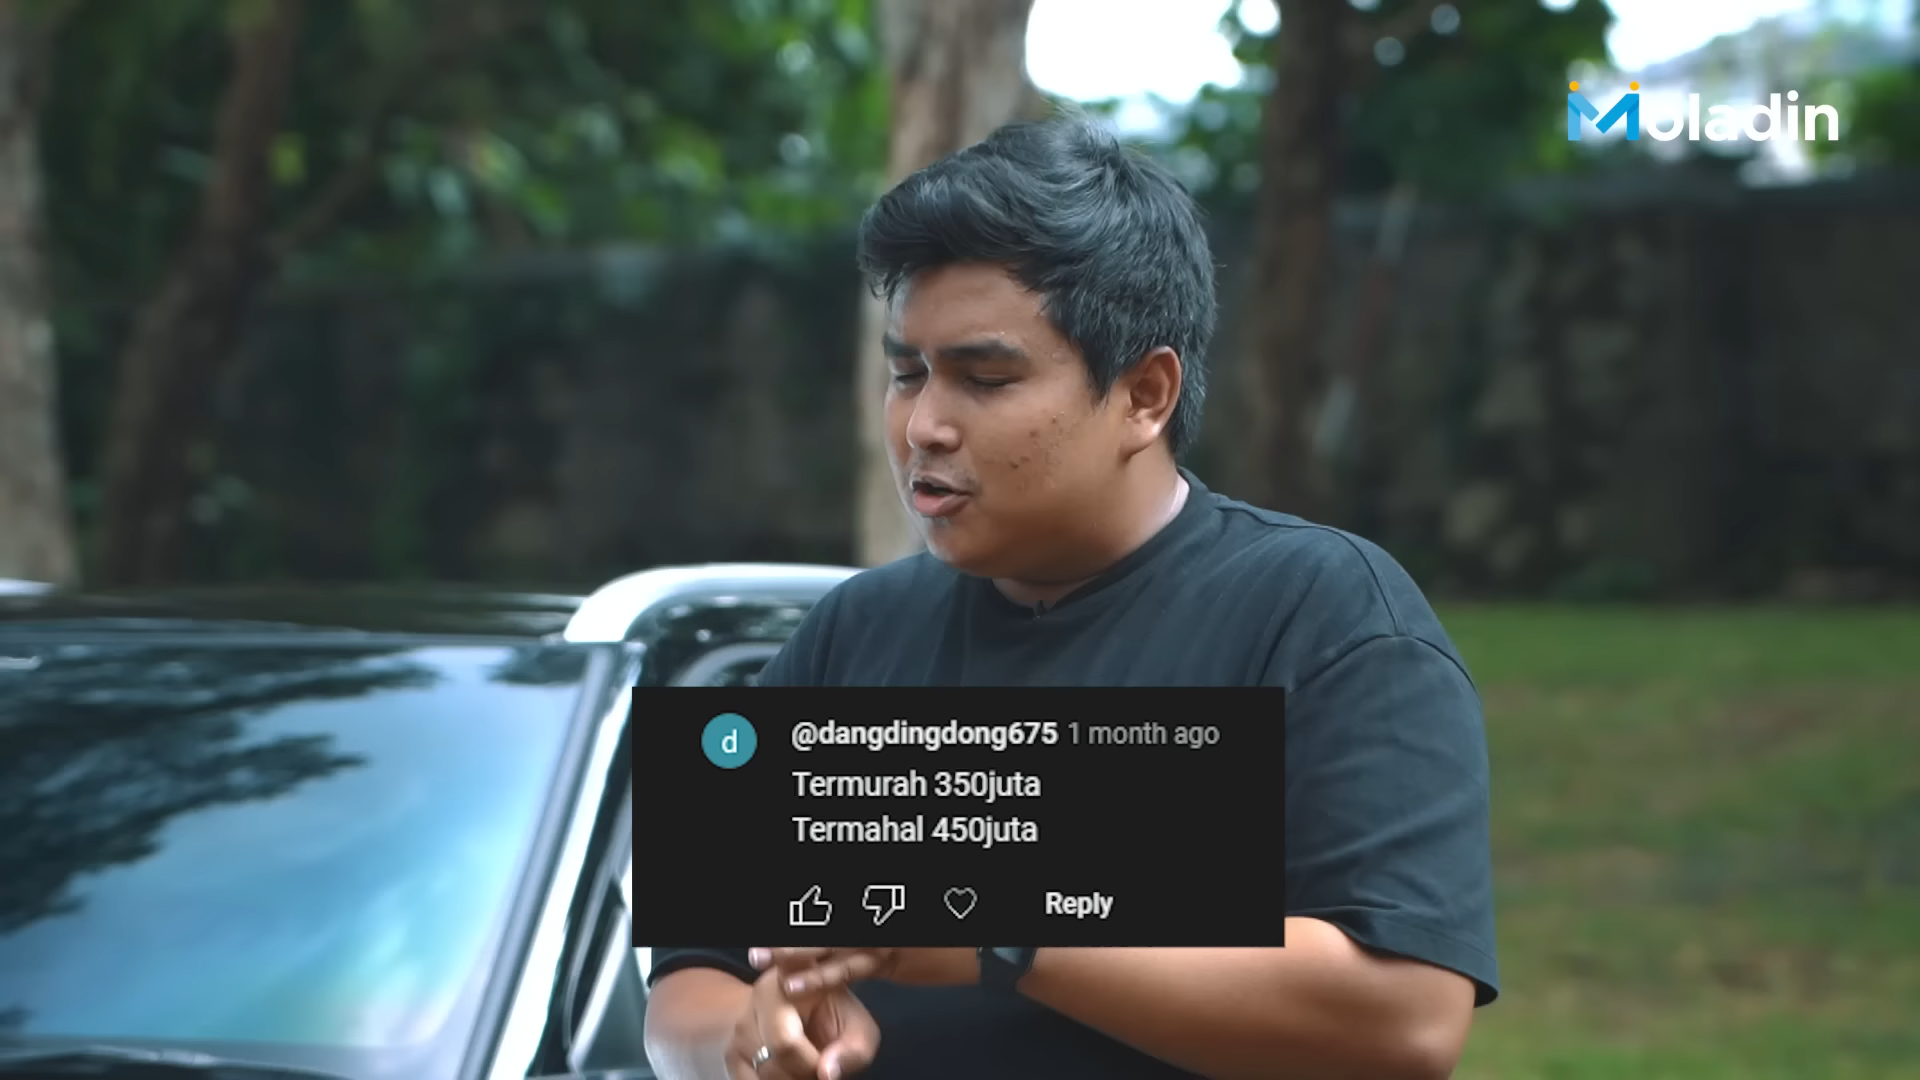 Moladin
@dangdingdong675 1 month ago
Termurah 350juta
Termahal 450juta
Reply